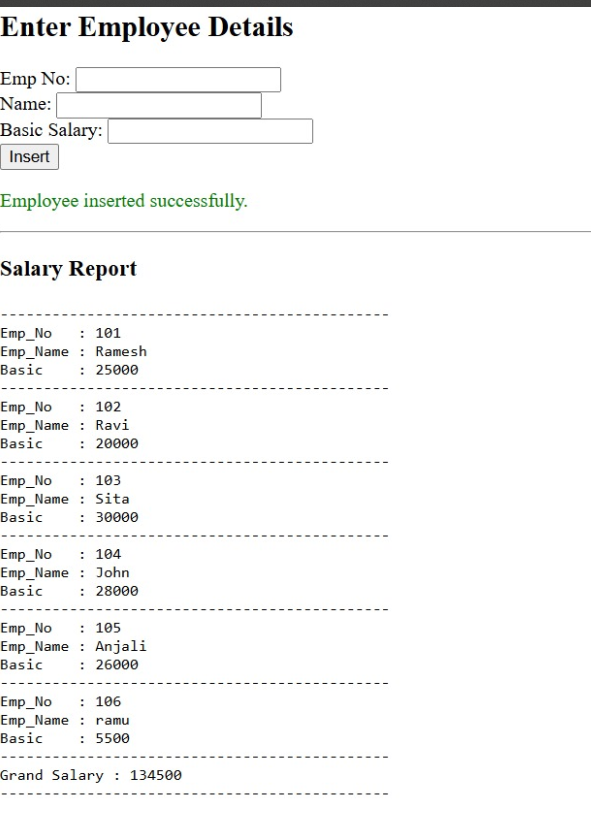 Enter Employee Details
Emp No:
Name:
Basic Salary:
Insert
Employee inserted successfully.
Salary Report
---------------------------------------------
Emp_No   : 101
Emp_Name : Ramesh
Basic    : 25000
---------------------------------------------
Emp_No   : 102
Emp_Name : Ravi
Basic    : 20000
---------------------------------------------
Emp_No   : 103
Emp_Name : Sita
Basic    : 30000
---------------------------------------------
Emp_No   : 104
Emp_Name : John
Basic    : 28000
---------------------------------------------
Emp_No   : 105
Emp_Name : Anjali
Basic    : 26000
---------------------------------------------
Emp_No   : 106
Emp_Name : ramu
Basic    : 5500
---------------------------------------------
Grand Salary : 134500
---------------------------------------------